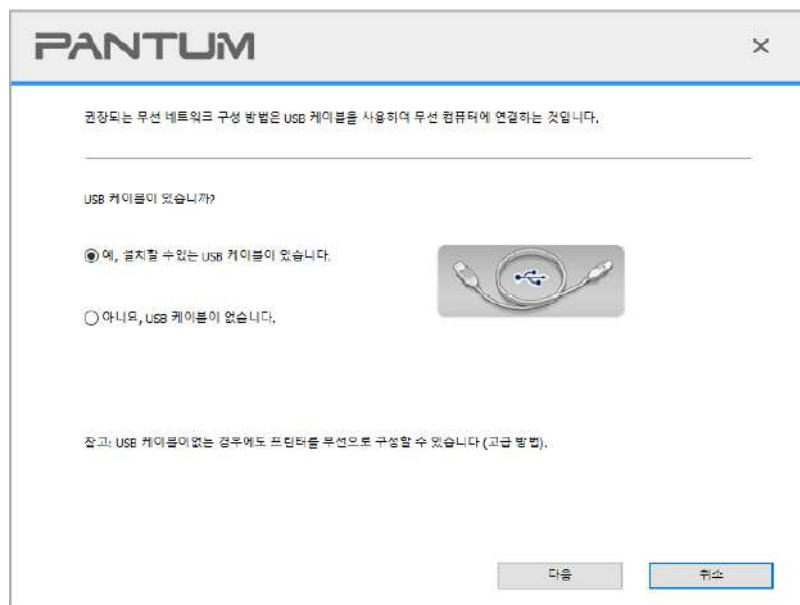 PANTUM
권장되는 무선 네트워크 구성 방법은 USB 케이블을 사용하여 무선 컴퓨터에 연결하는 것입니다.
USB 케이블이 있습니까?
예, 설치할 수있는 USB 케이블이 있습니다.
아니요, USB 케이블이 없습니다.
참고: USB 케이블이없는 경우에도 프린터를 무선으로 구성할 수 있습니다 (고급 방법).
다음
취소